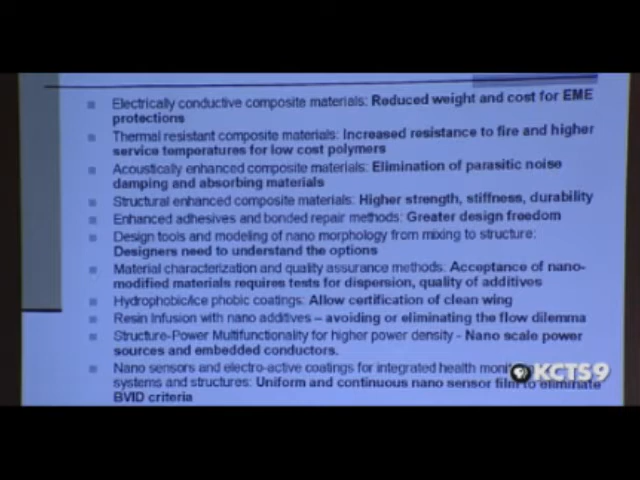 Electrically conductive composite materials: Reduced weight and cost for EME
protections
Thermal resistant composite materials: Increased resistance to fire and higher
service temperatures for low cost polymers
Acoustically enhanced composite materials: Elimination of parasitic noise
damping and absorbing materials
Structural enhanced composite materials: Higher strength, stiffness, durability
Enhanced adhesives and bonded repair methods: Greater design freedom
Design tools and modeling of nano morphology from mixing to structure:
Designers need to understand the options
Material characterization and quality assurance methods: Acceptance of nano-
modified materials requires tests for dispersion, quality of additives
Hydrophobic/ice phobic coatings: Allow certification of clean wing
Resin Infusion with nano additives – avoiding or eliminating the flow dilemma
Structure-Power Multifunctionality for higher power density - Nano scale power
sources and embedded conductors.
Nano sensors and electro-active coatings for integrated health
systems and structures: Uniform and continuous nano sensor film to eliminate
BVID criteria
KCTS9